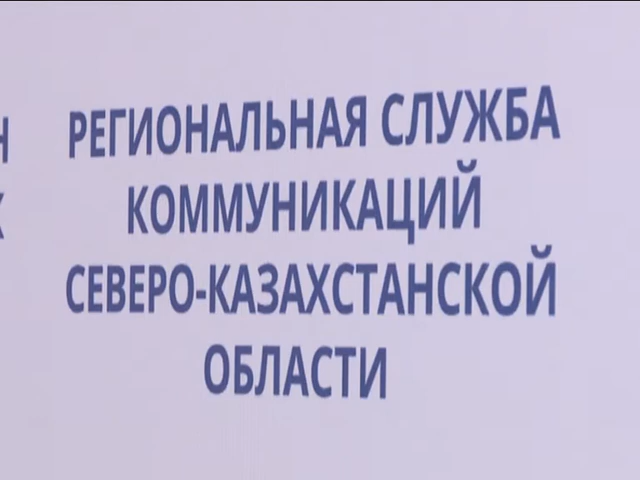 РЕГИОНАЛЬНАЯ СЛУЖБА
КОММУНИКАЦИЙ
СЕВЕРО-КАЗАХСТАНСКОЙ
ОБЛАСТИ